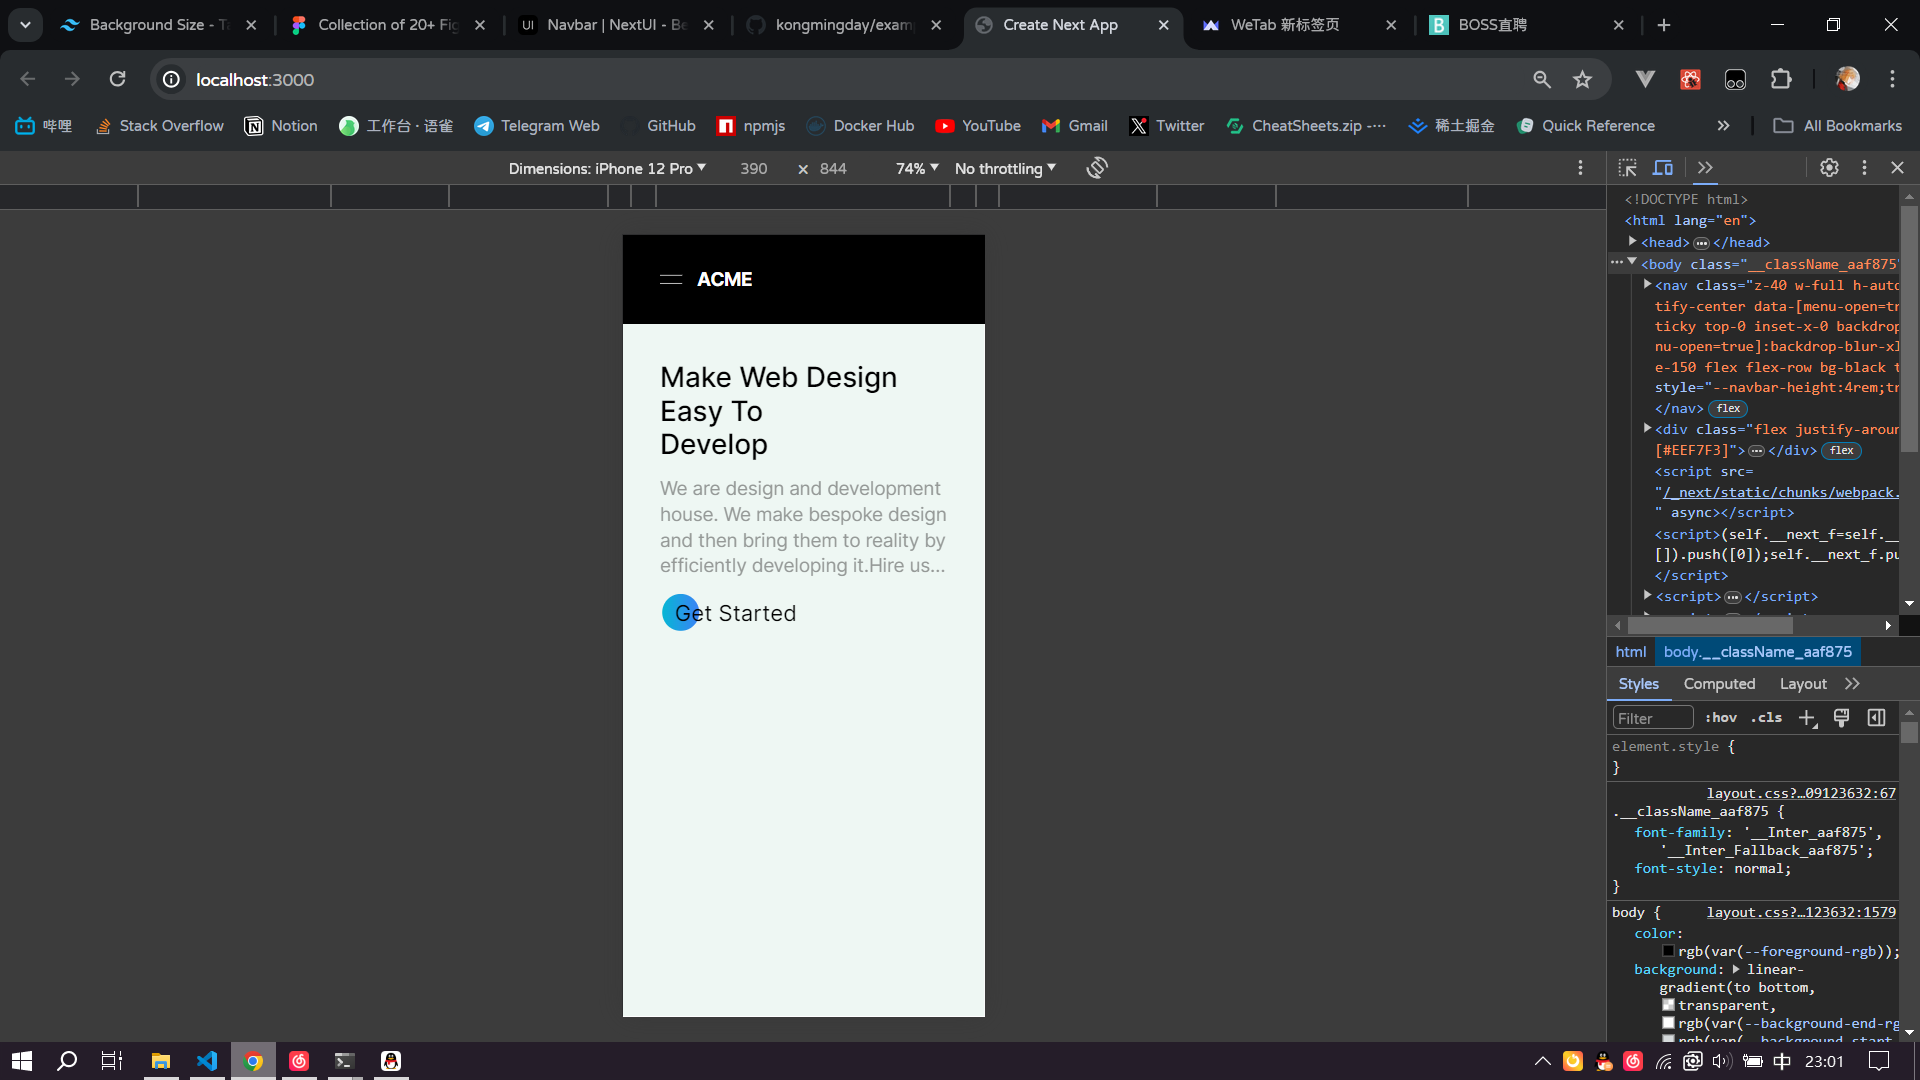 Background Size - T
Collection of 20+ Fig
UI Navbar | NextUI - Be
kongmingday/exam
Create Next App
WeTab 新标签页
B BOSS直聘
localhost:3000
哔哩
Stack Overflow
Notion
工作台 · 语雀
Telegram Web
GitHub
npmjs
Docker Hub
YouTube
Gmail
Twitter
CheatSheets.zip -····
稀土掘金
Quick Reference
All Bookmarks
Dimensions: iPhone 12 Pro
390 × 844
74%
No throttling
ACME
Make Web Design
Easy To
Develop
We are design and development
house. We make bespoke design
and then bring them to reality by
efficiently developing it.Hire us...
Get Started
<!DOCTYPE html>
<html lang="en">
<head>…</head>
<body class="__className_aaf875"
<nav class="z-40 w-full h-auto
tify-center data-[menu-open=tr
ticky top-0 inset-x-0 backdrop
nu-open=true]:backdrop-blur-xl
e-150 flex flex-row bg-black t
style="--navbar-height:4rem;tr
</nav> flex
<div class="flex justify-aroun
[#EEF7F3]">…</div> flex
<script src=
"/_next/static/chunks/webpack.
" async></script>
<script>(self.__next_f=self.__
[]).push([0]);self.__next_f.pu
</script>
<script>…</script>
html
body.__className_aaf875
Styles
Computed
Layout
Filter
:hov
.cls
element.style {
}
layout.css?…09123632:67
.__className_aaf875 {
font-family: '__Inter_aaf875',
'__Inter_Fallback_aaf875';
font-style: normal;
}
body {
layout.css?…123632:1579
color:
rgb(var(--foreground-rgb));
background: linear-
gradient(to bottom,
transparent,
rgb(var(--background-end-rg
rgb(var(--background-start
中
23:01